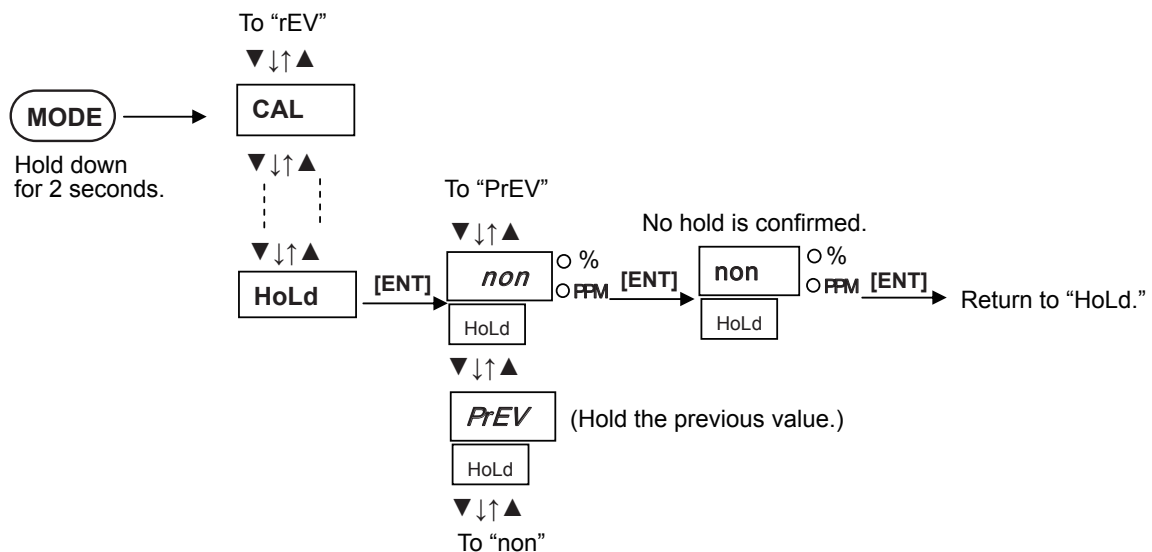 To “rEV”
▼↓↑▲
CAL
MODE
Hold down
for 2 seconds.
▼↓↑▲
▼↓↑▲
HoLd
[ENT]
To “PrEV”
▼↓↑▲
non
% 
PPM
HoLd
[ENT]
No hold is confirmed.
non
%
PPM
HoLd
[ENT]
Return to “HoLd.”
▼↓↑▲
PrEV
(Hold the previous value.)
HoLd
▼↓↑▲
To “non”